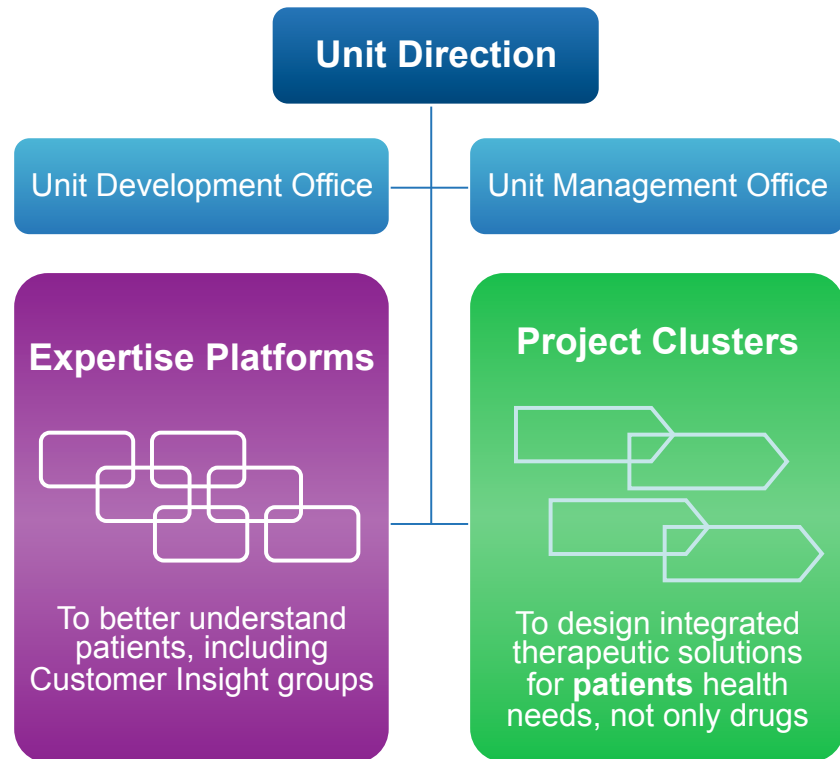 Unit Direction
Unit Development Office
Unit Management Office
Expertise Platforms
To better understand
patients, including
Customer Insight groups
Project Clusters
To design integrated
therapeutic solutions
for patients health
needs, not only drugs